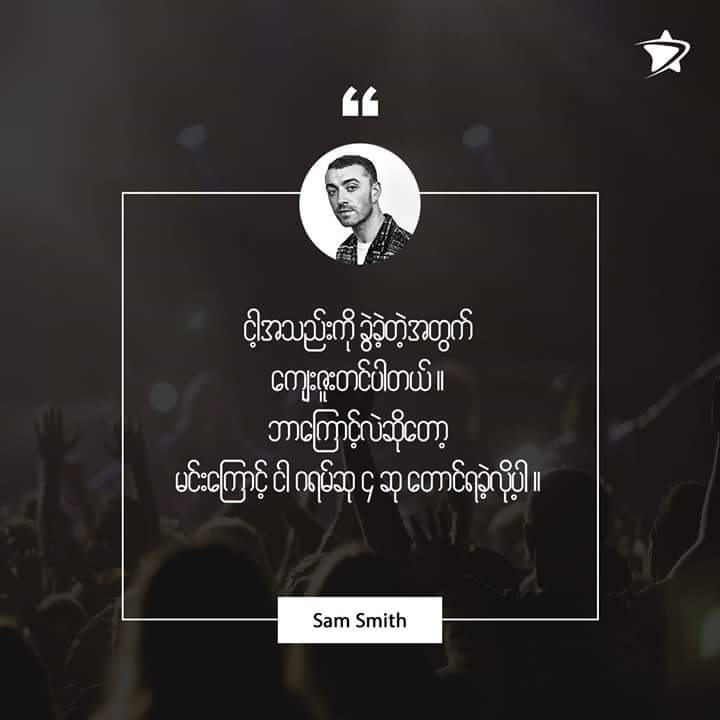 “
ငါ့အသည်းကို ခွဲခဲ့တဲ့အတွက်
ကျေးဇူးတင်ပါတယ် ။
ဘာကြောင့်လဲဆိုတော့
မင်းကြောင့် ငါ ဂရမ်ဆု ၄ ဆု တောင်ရခဲ့လို့ပါ ။
Sam Smith